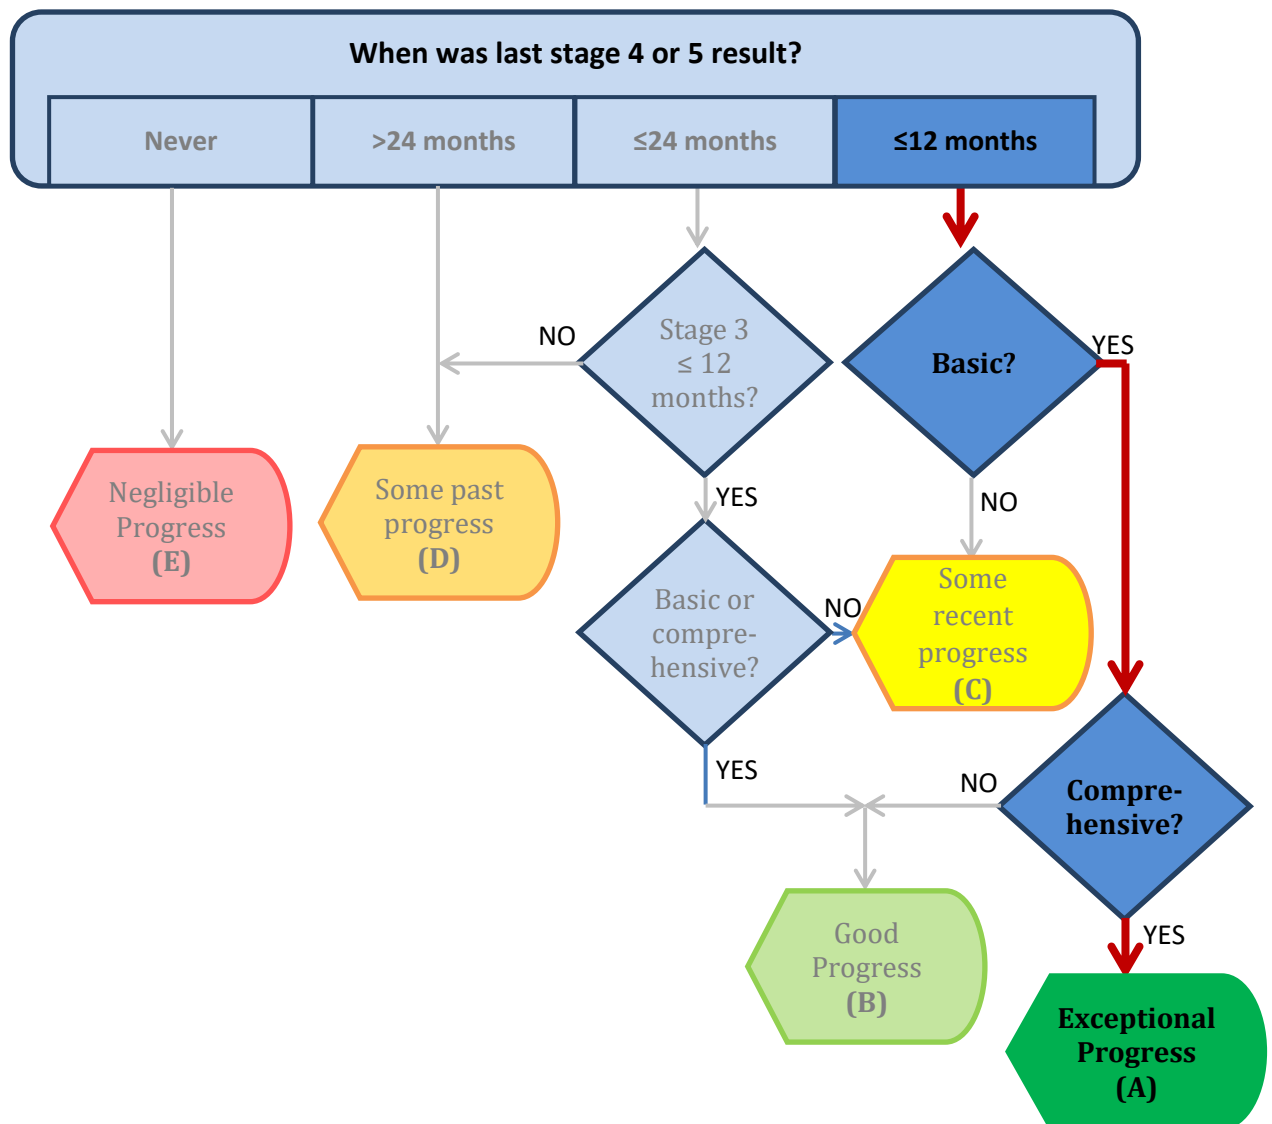 When was last stage 4 or 5 result?
Never
>24 months
≤24 months
≤12 months
NO
Stage 3
≤ 12
months?
Basic?
YES
Negligible
Progress
(E)
Some past
progress
(D)
YES
NO
Basic or
compre-
hensive?
NO
Some
recent
progress
(C)
YES
NO
Compre-
hensive?
Good
Progress
(B)
YES
Exceptional
Progress
(A)